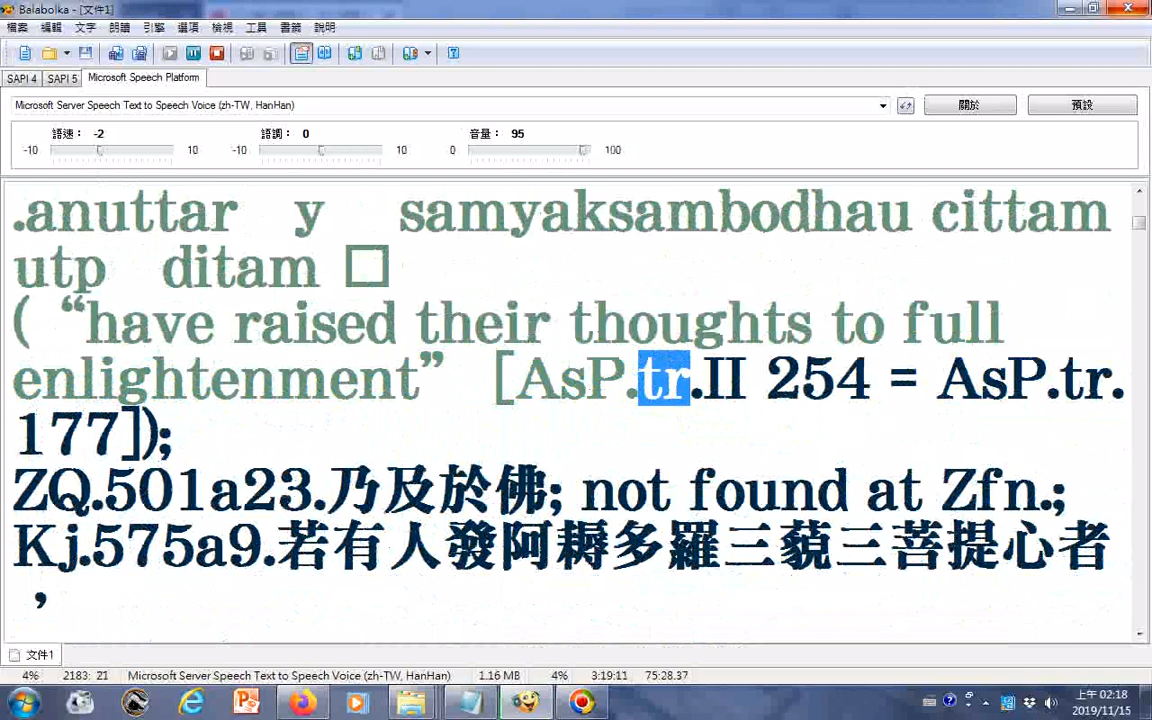 Balabolka - [文件1]
檔案 編輯 文字 朗讀 引擎 選項 檢視 工具 書籤 說明
SAPI 4 SAPI 5 Microsoft Speech Platform
Microsoft Server Speech Text to Speech Voice (zh-TW, HanHan) 關於 預設
語速： -2 語調： 0 音量： 95
-10 10 -10 10 0 100
.anuttar y samyaksambodhau cittam
utp ditam □
(“have raised their thoughts to full
enlightenment” [AsP.tr.II 254 = AsP.tr.
177]);
ZQ.501a23.乃及於佛; not found at Zfn.;
Kj.575a9.若有人發阿耨多羅三藐三菩提心者
，
文件1
4% 2183: 21 Microsoft Server Speech Text to Speech Voice (zh-TW, HanHan) 1.16 MB 4% 3:19:11 75:28.37
上午 02:18
2019/11/15